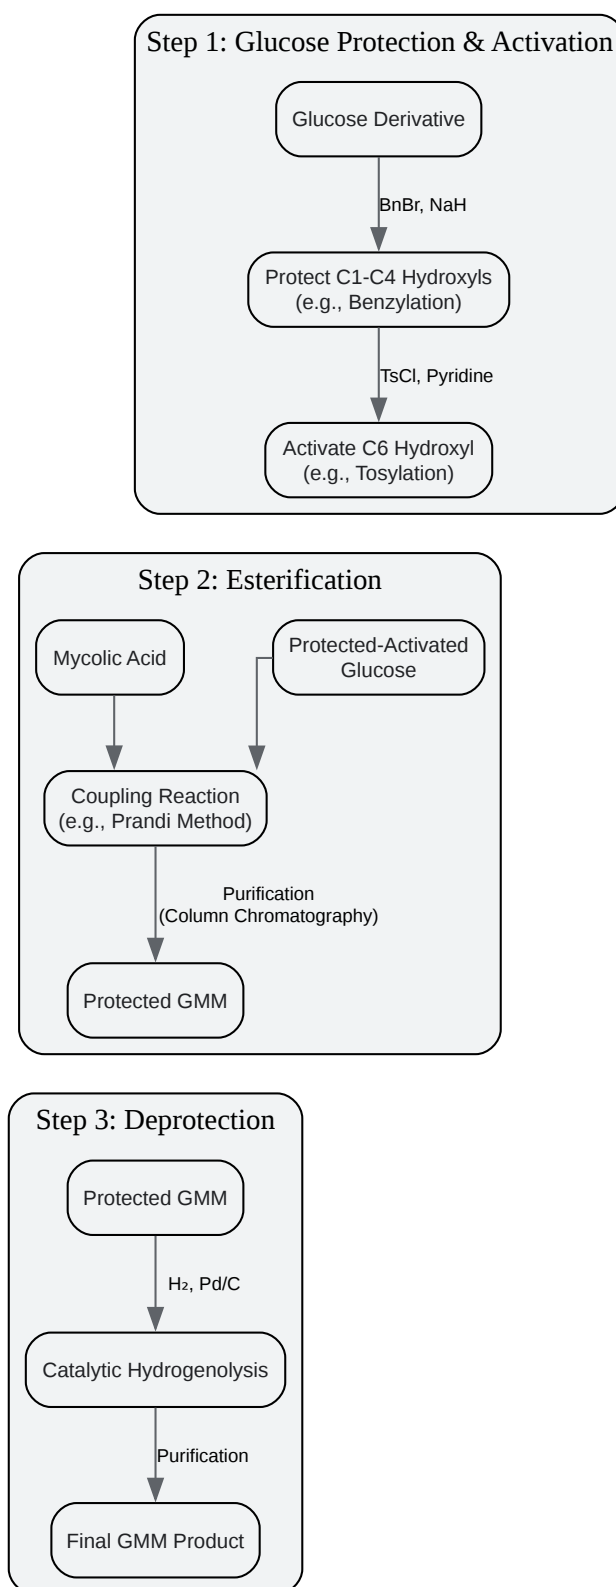 Step 1: Glucose Protection & Activation
Glucose Derivative
BnBr, NaH
Protect C1-C4 Hydroxyls
(e.g., Benzylation)
TsCl, Pyridine
Activate C6 Hydroxyl
(e.g., Tosylation)
Step 2: Esterification
Mycolic Acid
Protected-Activated
Glucose
Coupling Reaction
(e.g., Prandi Method)
Purification
(Column Chromatography)
Protected GMM
Step 3: Deprotection
Protected GMM
H₂, Pd/C
Catalytic Hydrogenolysis
Purification
Final GMM Product